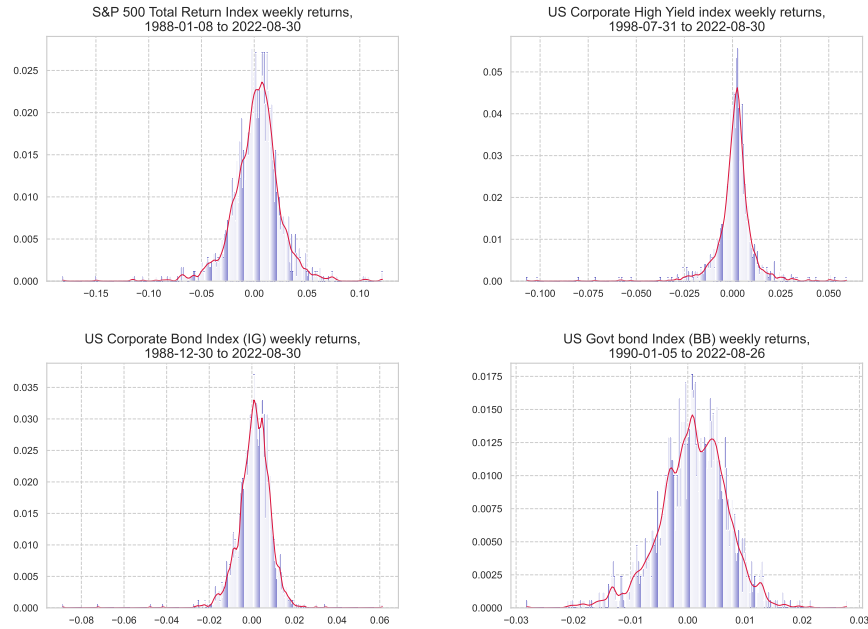 S&P 500 Total Return Index weekly returns,
1988-01-08 to 2022-08-30
0.025
0.020
0.015
0.010
0.005
0.000
−0.15 −0.05 0.00 0.05 0.10
US Corporate High Yield index weekly returns,
1998-07-31 to 2022-08-30
0.05
0.04
0.03
0.02
0.01
0.00
−0.100 −0.075 −0.025 0.000 0.025 0.050
US Corporate Bond Index (IG) weekly returns,
1988-12-30 to 2022-08-30
0.035
0.030
0.025
0.020
0.015
0.010
0.005
0.000
−0.08 −0.06 −0.04 −0.02 0.00 0.02 0.04 0.06
US Govt bond Index (BB) weekly returns,
1990-01-05 to 2022-08-26
0.0175
0.0150
0.0125
0.0100
0.0075
0.0050
0.0025
0.0000
−0.03 −0.02 −0.01 0.00 0.01 0.02 0.03